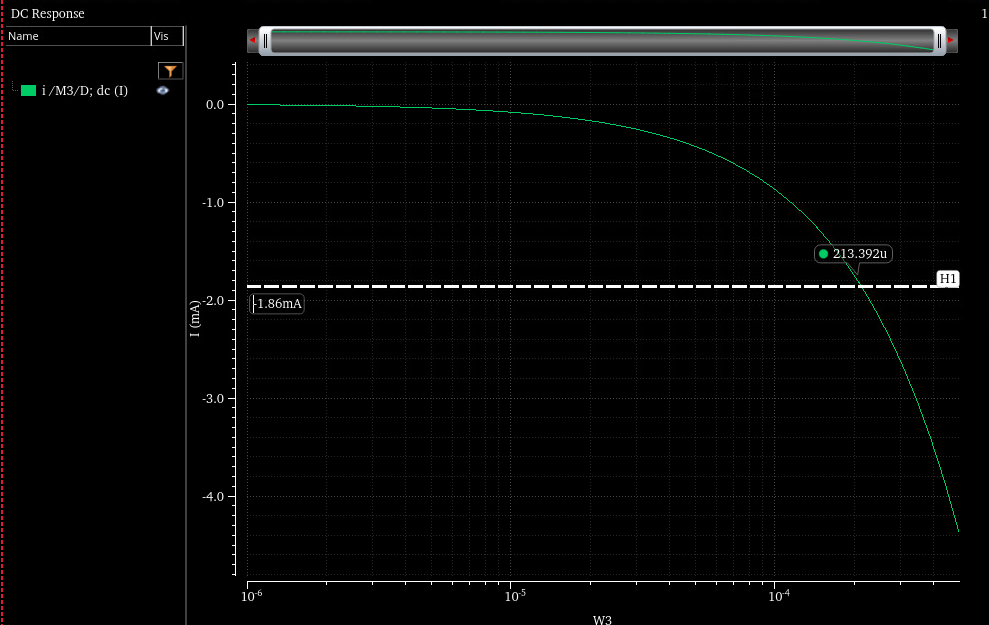 DC Response
1
Name
Vis
i /M3/D; dc (I)
0.0
-1.0
-2.0
-3.0
-4.0
I (mA)
213.392u
H1
-1.86mA
10-6
10-5
10-4
W3